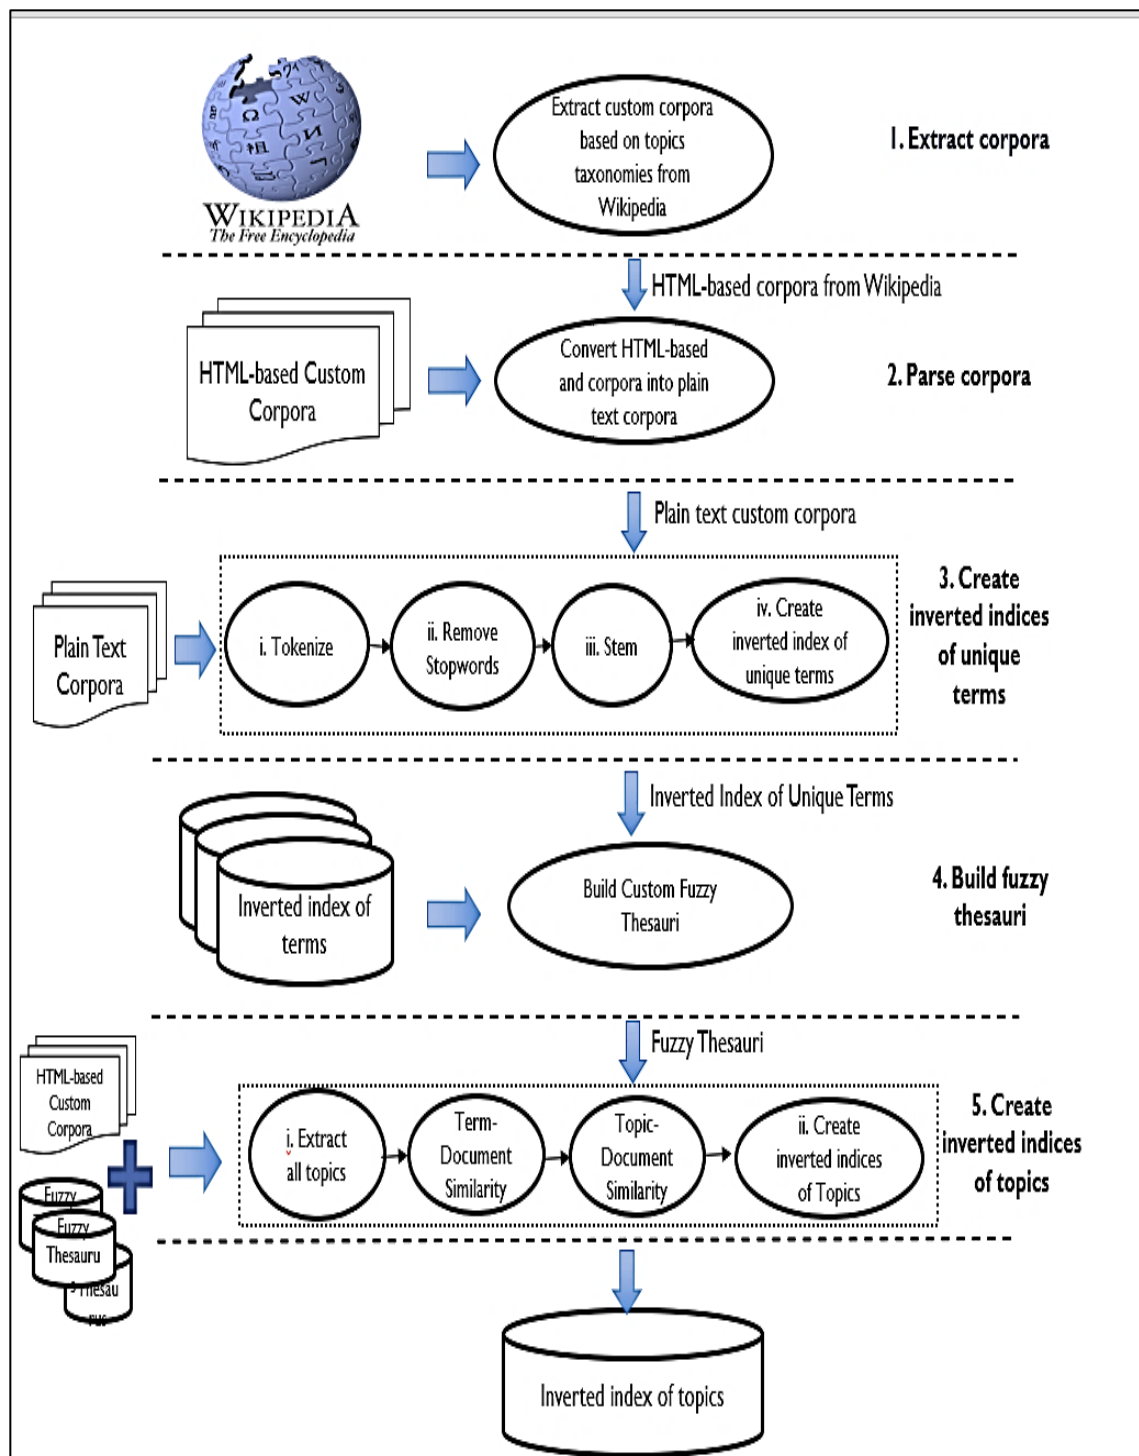 WIKIPEDIA
The Free Encyclopedia
Extract custom corpora
based on topics
taxonomies from
Wikipedia
1. Extract corpora
HTML-based corpora from Wikipedia
HTML-based Custom
Corpora
Convert HTML-based
and corpora into plain
text corpora
2. Parse corpora
Plain text custom corpora
Plain Text
Corpora
i. Tokenize
ii. Remove
Stopwords
iii. Stem
iv. Create
inverted index of
unique terms
3. Create
inverted indices
of unique
terms
Inverted Index of Unique Terms
Inverted index of
terms
Build Custom Fuzzy
Thesauri
4. Build fuzzy
thesauri
Fuzzy Thesauri
HTML-based
Custom
Corpora
Fuzzy
Fuzzy
Thesauru
s
Thesau
rus
i. Extract
all topics
Term-
Document
Similarity
Topic-
Document
Similarity
ii. Create
inverted indices
of Topics
5. Create
inverted indices
of topics
Inverted index of topics